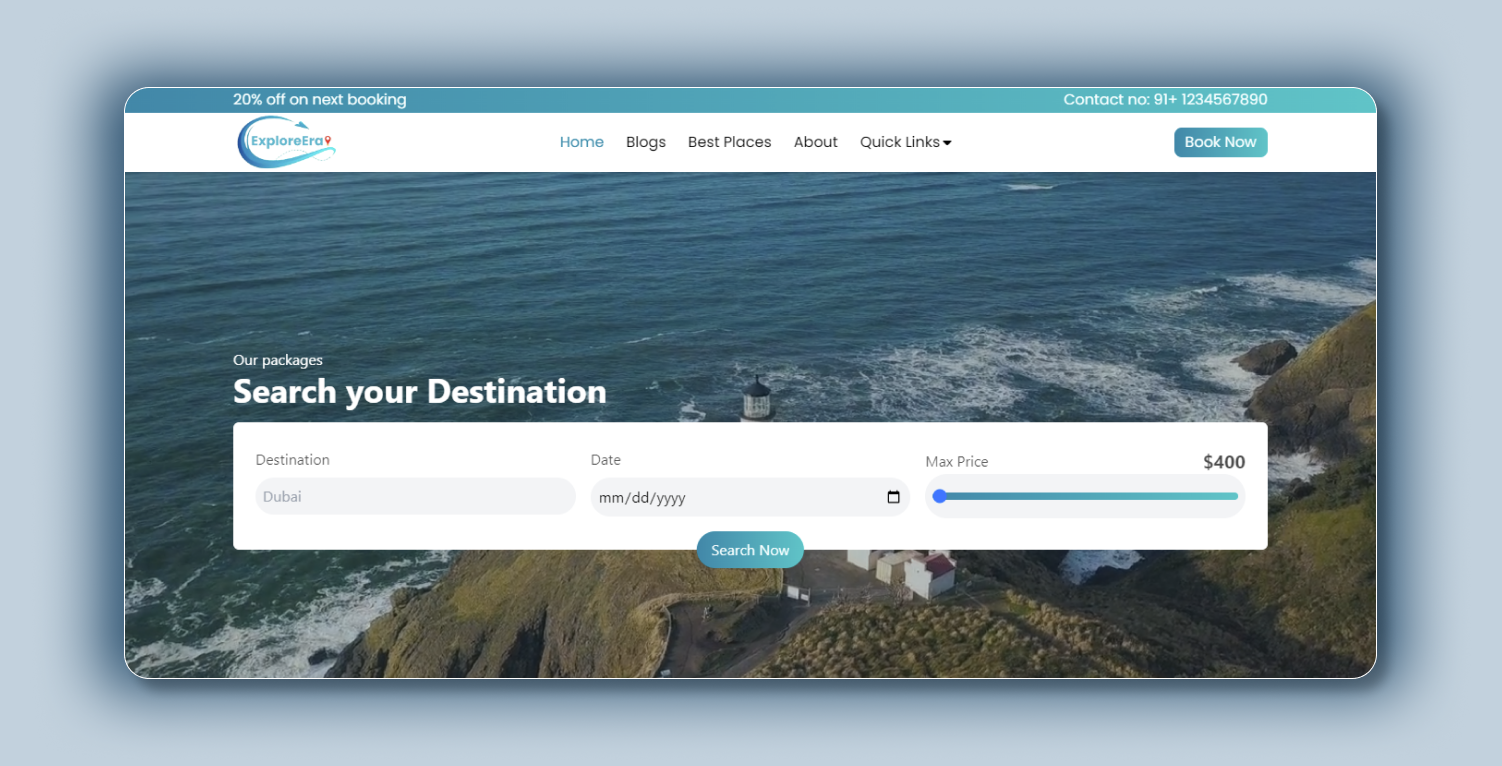 20% off on next booking
Contact no: 91+ 1234567890
ExploreEra
Home Blogs Best Places About Quick Links
Book Now
Our packages
Search your Destination
Destination
Dubai
Date
mm/dd/yyyy
Max Price
$400
Search Now